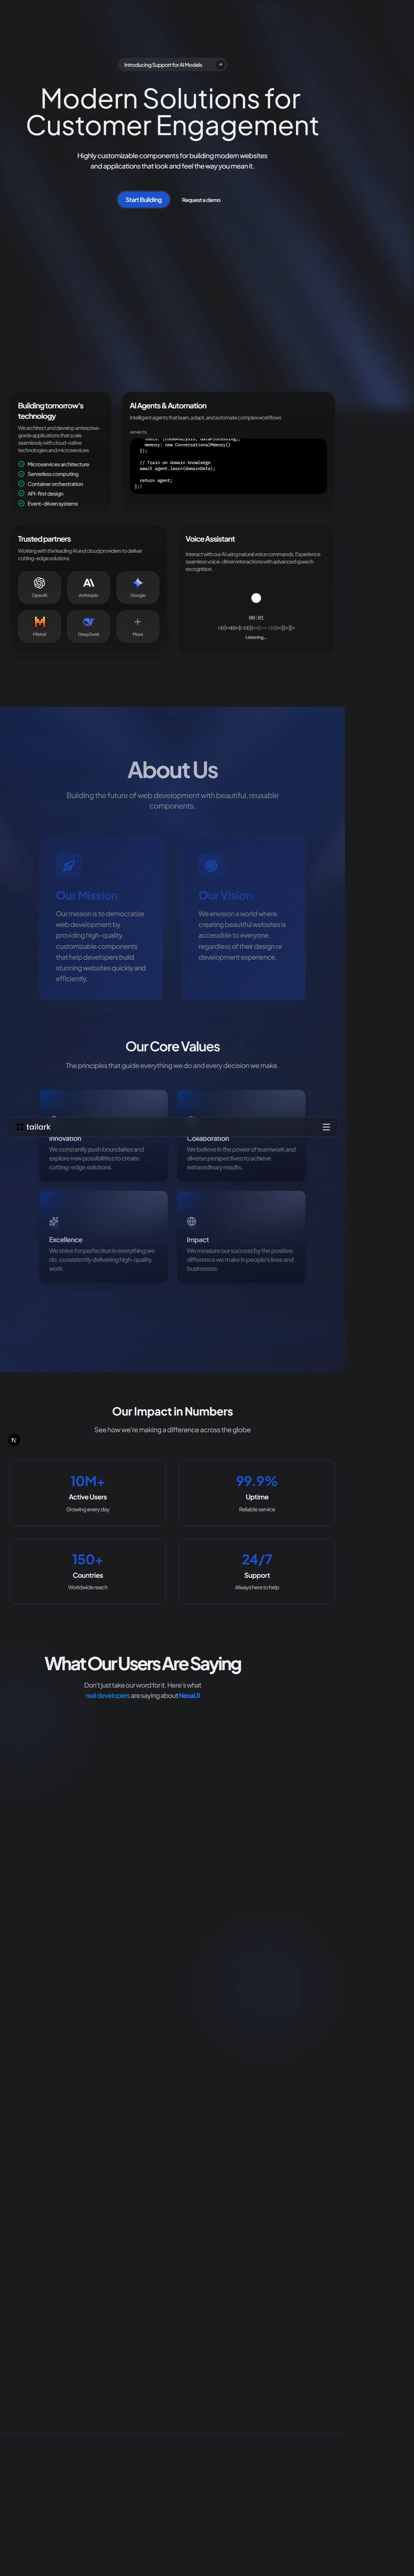 Introducing Support for AI Models
Modern Solutions for
Customer Engagement
Highly customizable components for building modern websites
and applications that look and feel the way you mean it.
Start Building
Request a demo
Building tomorrow's
technology
We architect and develop enterprise-
grade applications that scale
seamlessly with cloud-native
technologies and microservices.
Microservices architecture
Serverless computing
Container orchestration
API-first design
Event-driven systems
AI Agents & Automation
Intelligent agents that learn, adapt, and automate complex workflows
server.ts
tools: [codeAnalysis, dataProcessing],
memory: new ConversationalMemory()
});
// Train on domain knowledge
await agent.learn(domainData);
return agent;
};
Trusted partners
Working with the leading AI and cloud providers to deliver
cutting-edge solutions
OpenAI
Anthropic
Google
Mistral
DeepSeek
More
Voice Assistant
Interact with our AI using natural voice commands. Experience
seamless voice-driven interactions with advanced speech
recognition.
00:01
Listening...
About Us
Building the future of web development with beautiful, reusable
components.
Our Mission
Our mission is to democratize
web development by
providing high-quality,
customizable components
that help developers build
stunning websites quickly and
efficiently.
Our Vision
We envision a world where
creating beautiful websites is
accessible to everyone,
regardless of their design or
development experience.
Our Core Values
The principles that guide everything we do and every decision we make.
tailark
Innovation
We constantly push boundaries and
explore new possibilities to create
cutting-edge solutions.
Collaboration
We believe in the power of teamwork and
diverse perspectives to achieve
extraordinary results.
Excellence
We strive for perfection in everything we
do, consistently delivering high-quality
work.
Impact
We measure our success by the positive
difference we make in people's lives and
businesses.
Our Impact in Numbers
See how we're making a difference across the globe
N
10M+
Active Users
Growing every day
99.9%
Uptime
Reliable service
150+
Countries
Worldwide reach
24/7
Support
Always here to help
What Our Users Are Saying
Don't just take our word for it. Here's what
real developers are saying about NexaUI